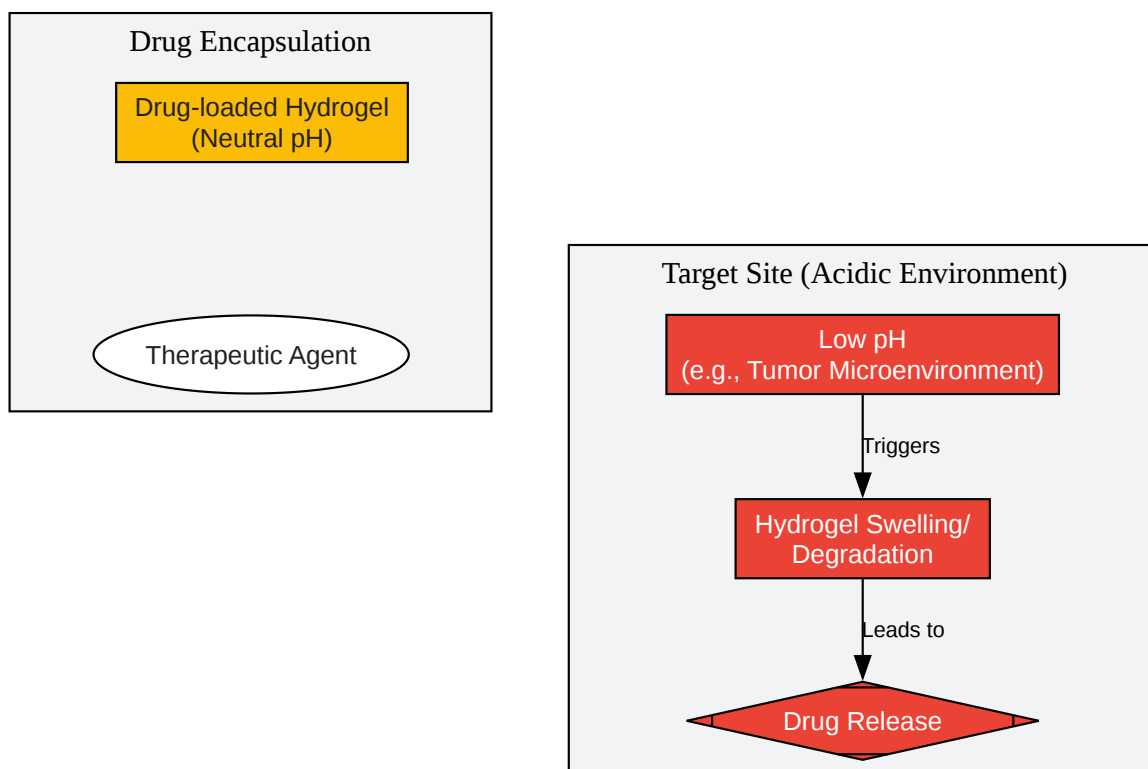 Drug Encapsulation
Drug-loaded Hydrogel
(Neutral pH)
Therapeutic Agent
Target Site (Acidic Environment)
Low pH
(e.g., Tumor Microenvironment)
Triggers
Hydrogel Swelling/
Degradation
Leads to
Drug Release